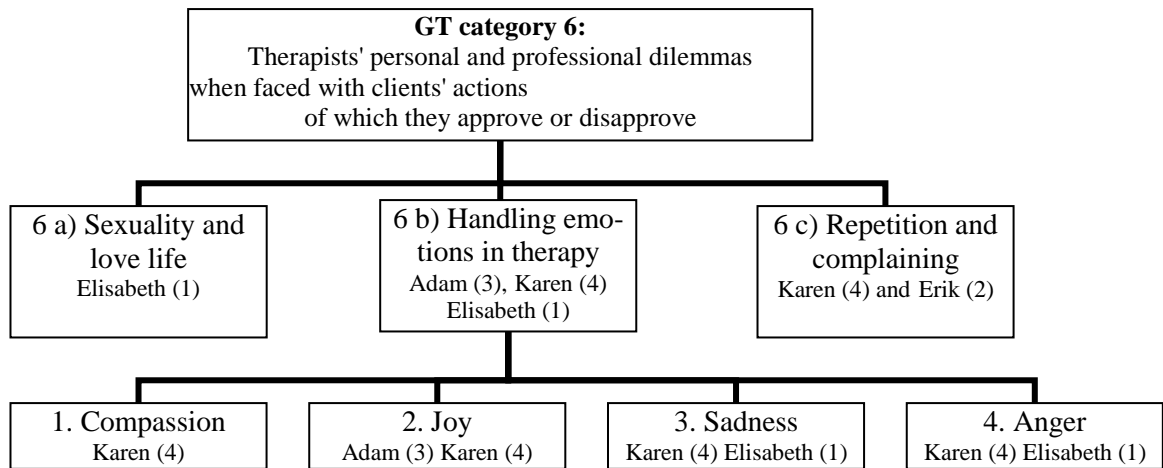 GT category 6:
Therapists' personal and professional dilemmas
when faced with clients' actions
of which they approve or disapprove
6 a) Sexuality and
love life
Elisabeth (1)
6 b) Handling emo-
tions in therapy
Adam (3), Karen (4)
Elisabeth (1)
6 c) Repetition and
complaining
Karen (4) and Erik (2)
1. Compassion
Karen (4)
2. Joy
Adam (3) Karen (4)
3. Sadness
Karen (4) Elisabeth (1)
4. Anger
Karen (4) Elisabeth (1)